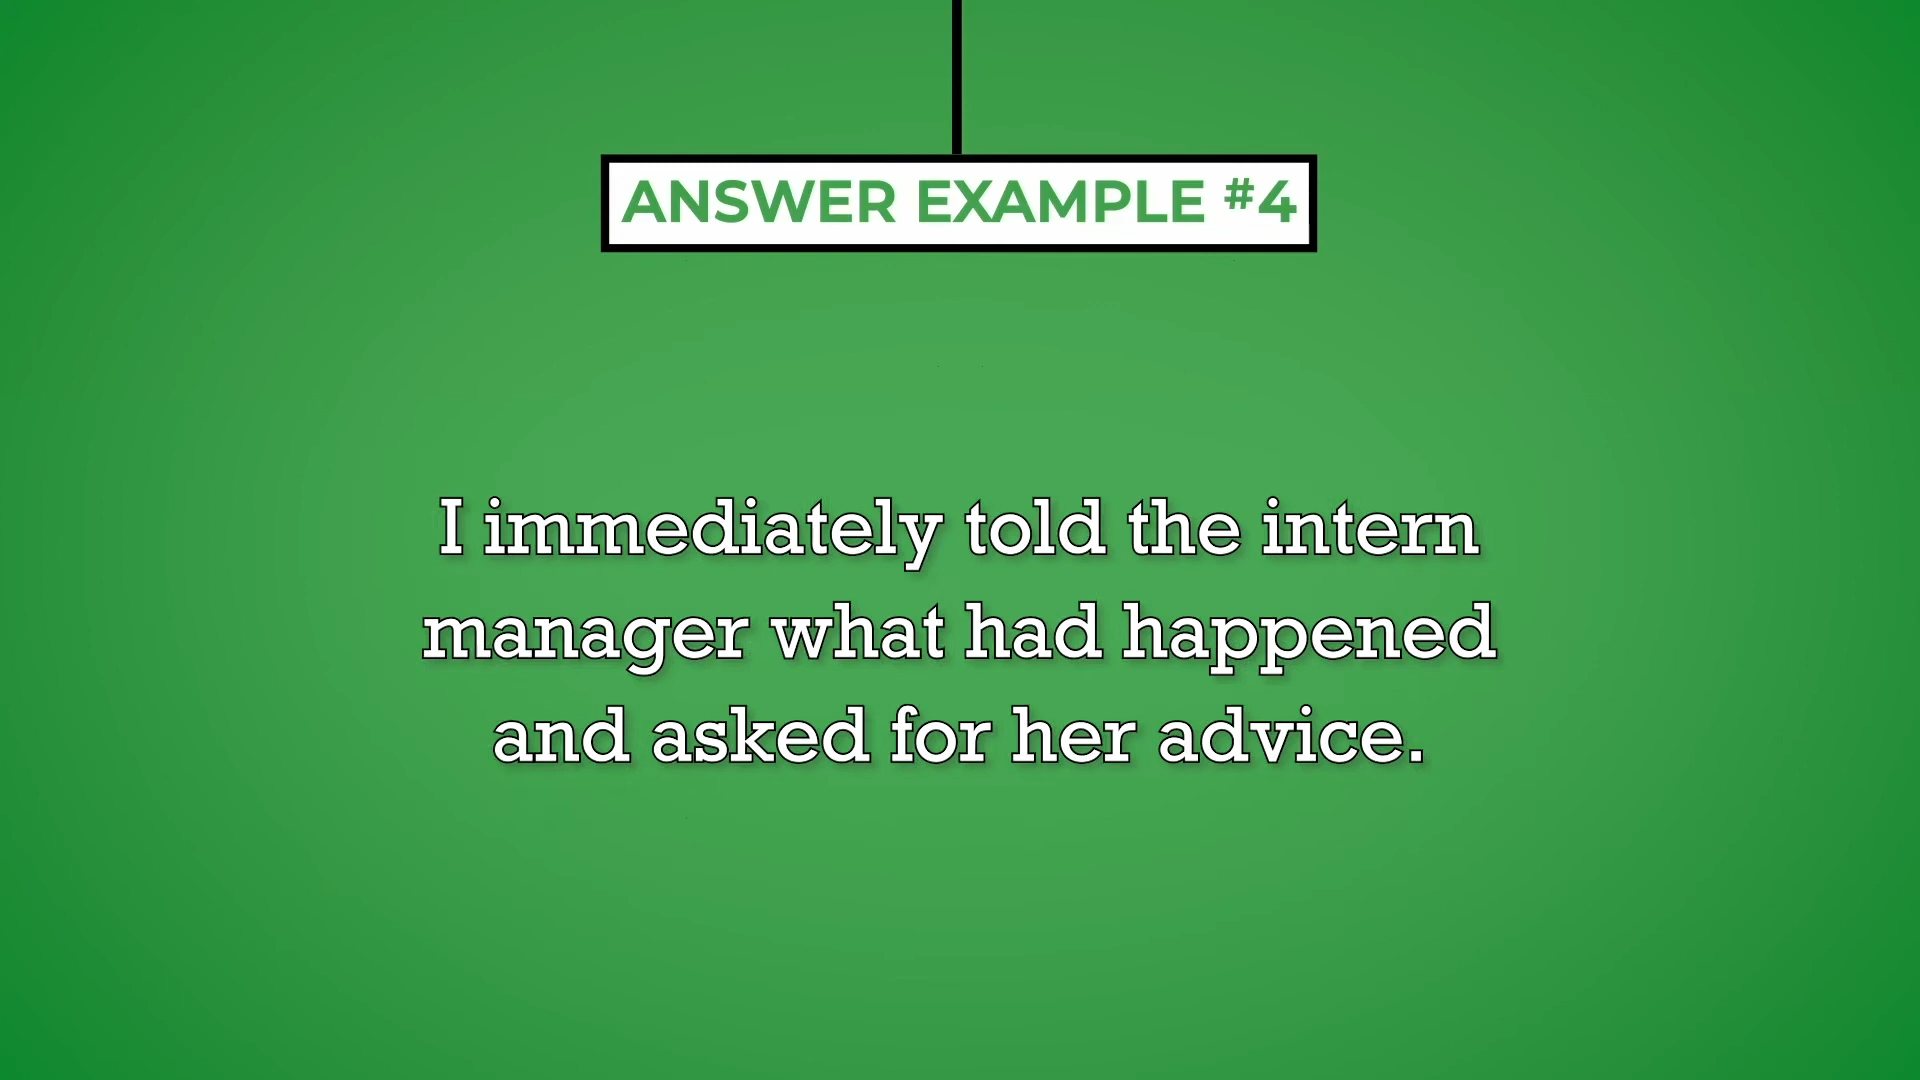 ANSWER EXAMPLE #4
I immediately told the intern
manager what had happened
and asked for her advice.